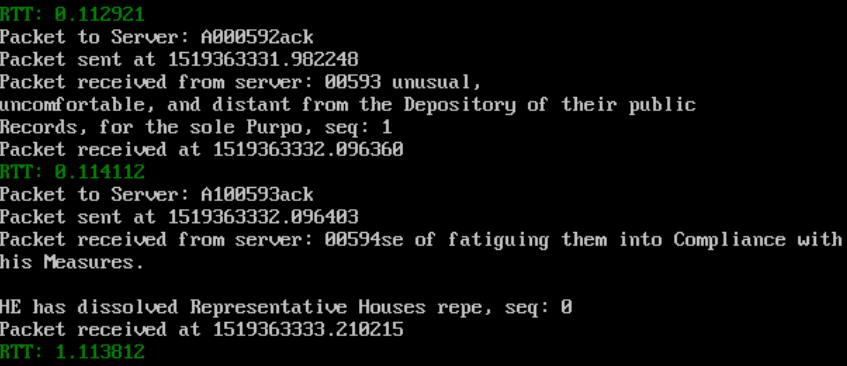 RTT: 0.112921
Packet to Server: A000592ack
Packet sent at 1519363331.982248
Packet received from server: 00593 unusual,
uncomfortable, and distant from the Depository of their public
Records, for the sole Purpo, seq: 1
Packet received at 1519363332.096360
RTT: 0.114112
Packet to Server: A100593ack
Packet sent at 1519363332.096403
Packet received from server: 00594se of fatiguing them into Compliance with
his Measures.
HE has dissolved Representative Houses repe, seq: 0
Packet received at 1519363333.210215
RTT: 1.113812